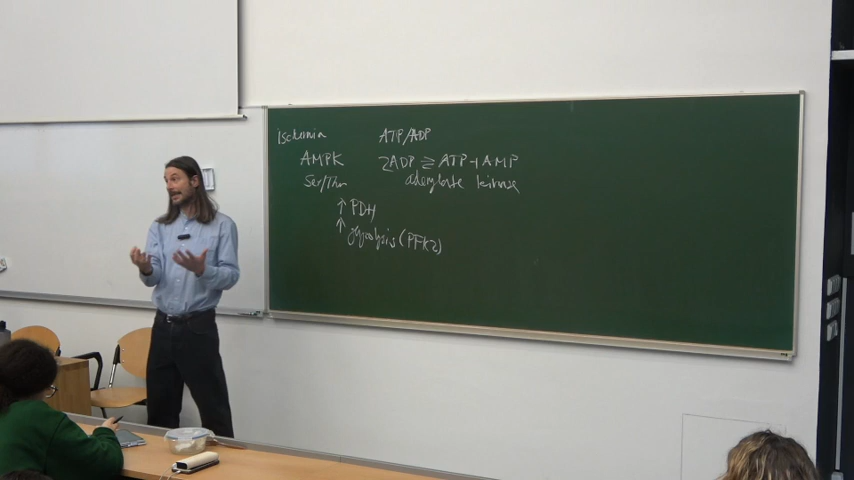 Ischemia ATP/ADP
AMPK 2ADP ⇌ ATP + AMP
Ser/Thr adenylate kinase
↑ PDH
↑ glycolysis (PFK2)